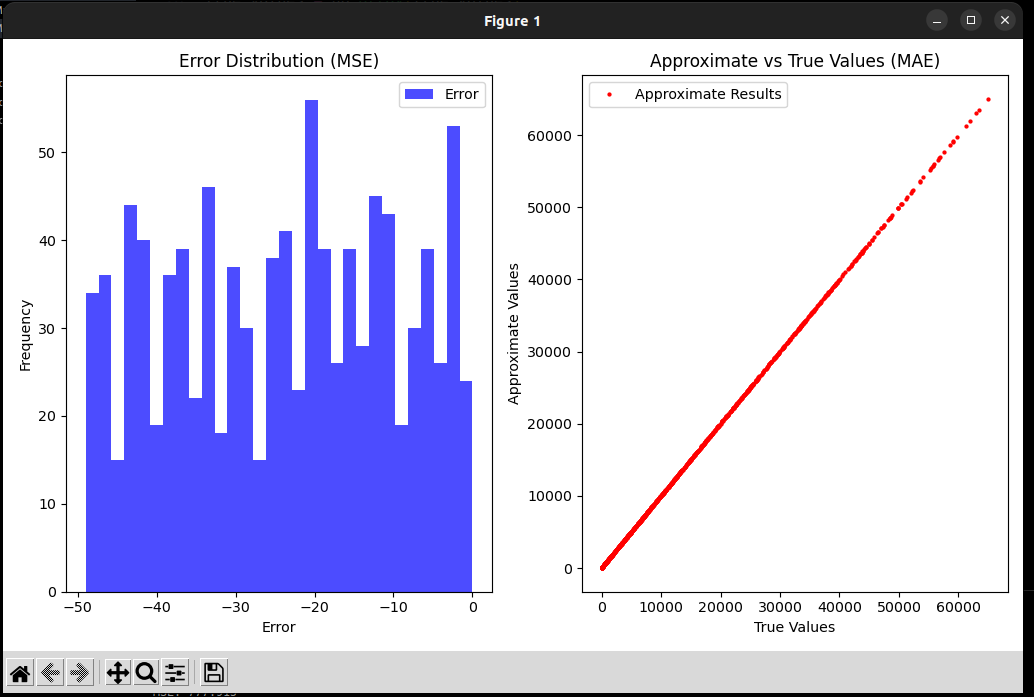 Figure 1
Error Distribution (MSE)
Error
50
40
30
20
10
0
Frequency
−50
−40
−30
−20
−10
0
Error
Approximate vs True Values (MAE)
Approximate Results
60000
50000
40000
30000
20000
10000
0
Approximate Values
0
10000
20000
30000
40000
50000
60000
True Values